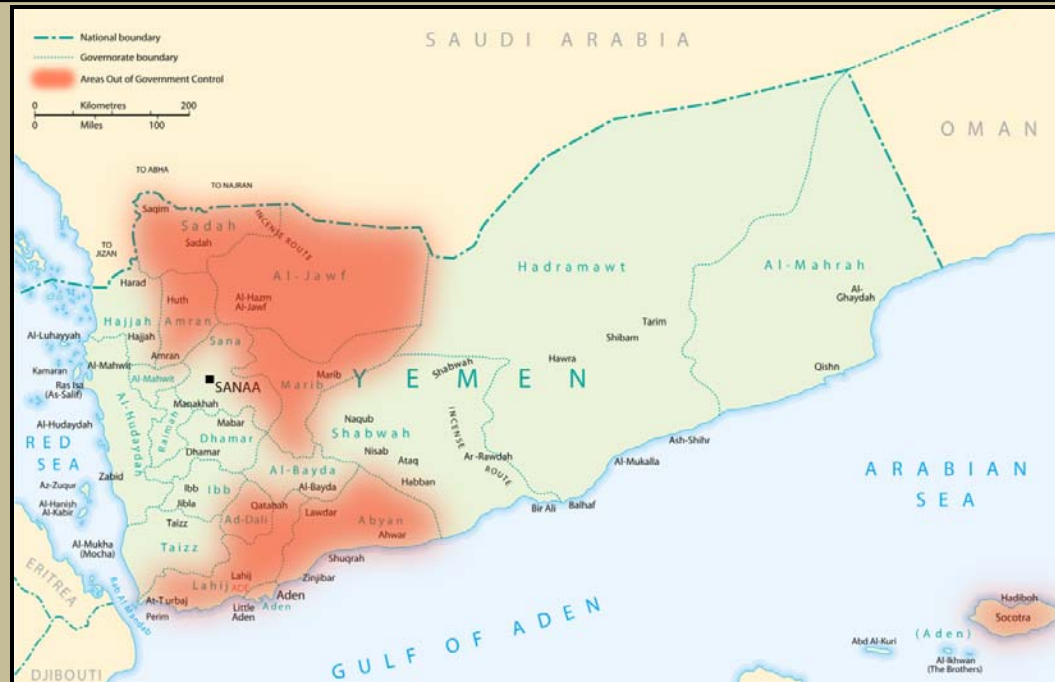 SAUDI ARABIA
National boundary
Governorate boundary
Areas Out of Government Control
0 Kilometres 200
0 Miles 100
OMAN
TO ABHA
TO NAJRAN
TO JIZAN
Saqim
Sadah
Sadah
INCENSE ROUTE
Al-Jawf
Harad
Huth
Al-Hazm
Al-Jawf
Hajjah
Amran
Sana
Hajjah
Amran
Hadramawt
Al-Mahrah
Al-
Ghaydah
Tarim
Shibam
Hawra
Qishn
Al-Luhayyah
Kamaran
Ras Isa
(As-Salif)
Al-Mahwit
Al-Mahwit
SANAA
Marib
Marib
YEMEN
Shabwah
Manakhah
Raimah
Al-Hudaydah
Al-Hudaydah
Mabar
Dhamar
Dhamar
Naqub
Shabwah
Nisab
Ataq
INCENSE
ROUTE
Ar-Rawdah
Ash-Shihr
Al-Mukalla
RED
SEA
Zabid
Al-Bayda
Al-Bayda
Habban
Bir Ali
Balhaf
ARABIAN
SEA
Az-Zuqur
Al-Hanish
Al-Kabir
Ibb
Ibb
Jibla
Qatabah
Lawdar
Abyan
Ahwar
Taizz
Taizz
Ad-Dali
Al-Mukha
(Mocha)
Shuqrah
Zinjibar
Lahij
Lahij
ADE
Aden
Aden
Little
Aden
At-Turbaj
Perim
Bab Al Mandab
ERITREA
DJIBOUTI
GULF OF ADEN
Hadiboh
Socotra
(Aden)
Abd Al-Kuri
Al-Ikhwan
(The Brothers)